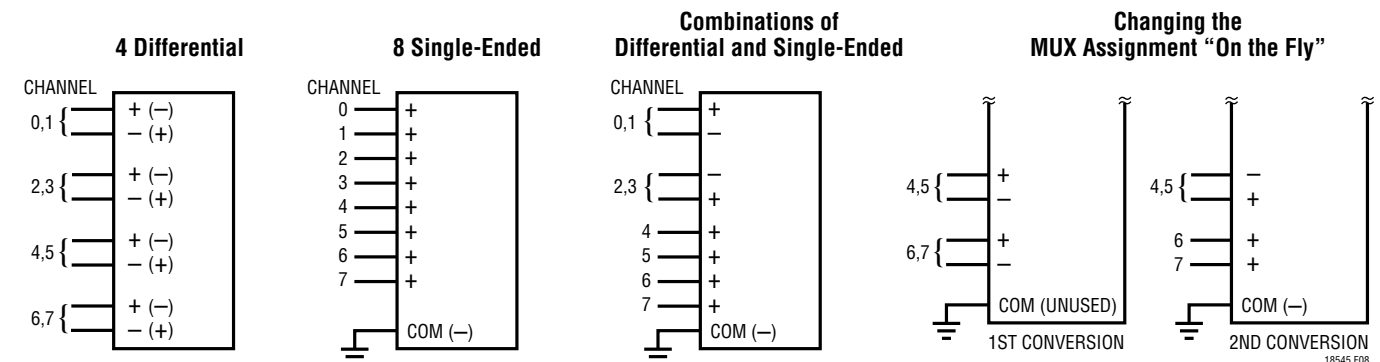 4 Differential
CHANNEL
0,1 { + (–)
– (+)
2,3 { + (–)
– (+)
4,5 { + (–)
– (+)
6,7 { + (–)
– (+)
8 Single-Ended
CHANNEL
0 +
1 +
2 +
3 +
4 +
5 +
6 +
7 +
COM (–)
Combinations of
Differential and Single-Ended
CHANNEL
0,1 { +
–
2,3 { –
+
4 +
5 +
6 +
7 +
COM (–)
Changing the
MUX Assignment “On the Fly”
4,5 { +
–
6,7 { +
–
COM (UNUSED)
1ST CONVERSION
4,5 { –
+
6 +
7 +
COM (–)
2ND CONVERSION
18545 F08